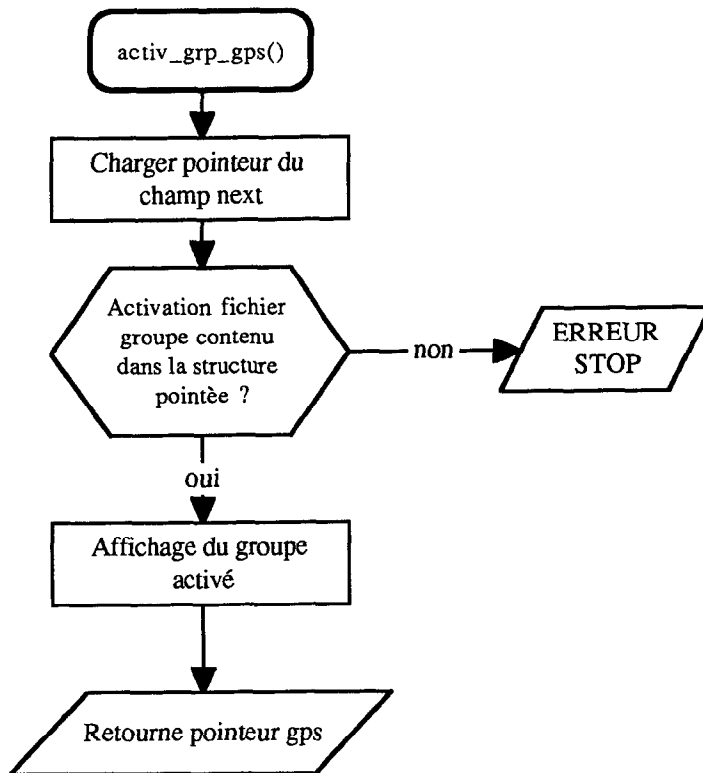 activ_grp_gps()
Charger pointeur du
champ next
Activation fichier
groupe contenu
dans la structure
pointèe ?
non
ERREUR
STOP
oui
Affichage du groupe
activé
Retourne pointeur gps